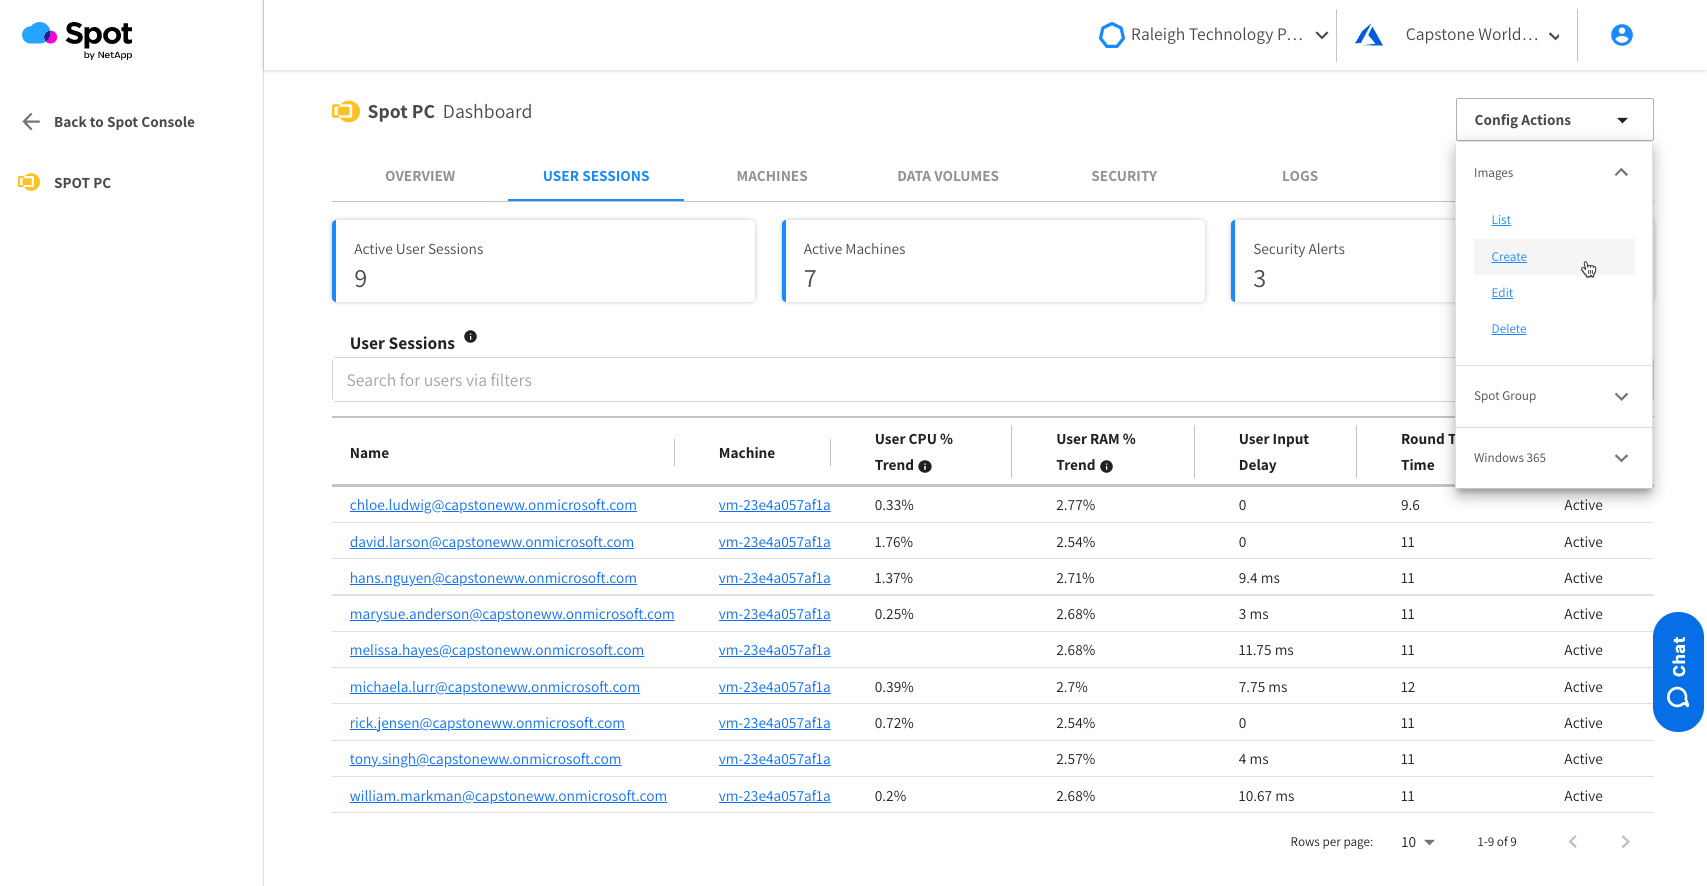 Spot
by NetApp
Raleigh Technology P...
Capstone World...
Back to Spot Console
SPOT PC
Spot PC Dashboard
Config Actions
OVERVIEW
USER SESSIONS
MACHINES
DATA VOLUMES
SECURITY
LOGS
Images
List
Create
Edit
Delete
Spot Group
Windows 365
Active User Sessions
9
Active Machines
7
Security Alerts
3
User Sessions
Search for users via filters
Name
Machine
User CPU %
Trend
User RAM %
Trend
User Input
Delay
Round T
Time
chloe.ludwig@capstoneww.onmicrosoft.com vm-23e4a057af1a 0.33% 2.77% 0 9.6 Active
david.larson@capstoneww.onmicrosoft.com vm-23e4a057af1a 1.76% 2.54% 0 11 Active
hans.nguyen@capstoneww.onmicrosoft.com vm-23e4a057af1a 1.37% 2.71% 9.4 ms 11 Active
marysue.anderson@capstoneww.onmicrosoft.com vm-23e4a057af1a 0.25% 2.68% 3 ms 11 Active
melissa.hayes@capstoneww.onmicrosoft.com vm-23e4a057af1a 2.68% 11.75 ms 11 Active
michaela.lurr@capstoneww.onmicrosoft.com vm-23e4a057af1a 0.39% 2.7% 7.75 ms 12 Active
rick.jensen@capstoneww.onmicrosoft.com vm-23e4a057af1a 0.72% 2.54% 0 11 Active
tony.singh@capstoneww.onmicrosoft.com vm-23e4a057af1a 2.57% 4 ms 11 Active
william.markman@capstoneww.onmicrosoft.com vm-23e4a057af1a 0.2% 2.68% 10.67 ms 11 Active
Rows per page: 10 1-9 of 9
Chat